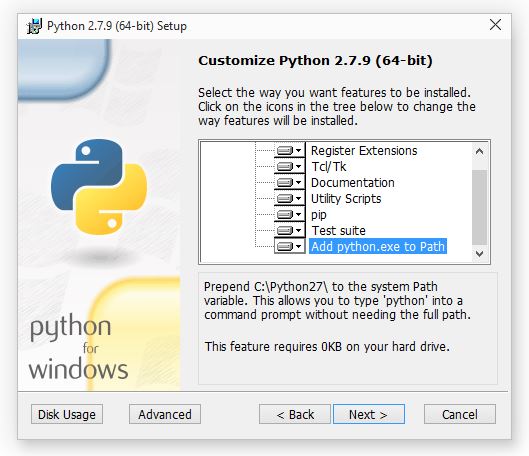 Python 2.7.9 (64-bit) Setup
Customize Python 2.7.9 (64-bit)
Select the way you want features to be installed.
Click on the icons in the tree below to change the
way features will be installed.
Register Extensions
Tcl/Tk
Documentation
Utility Scripts
pip
Test suite
Add python.exe to Path
Prepend C:\Python27\ to the system Path
variable. This allows you to type 'python' into a
command prompt without needing the full path.
This feature requires 0KB on your hard drive.
python
for
windows
Disk Usage
Advanced
< Back
Next >
Cancel